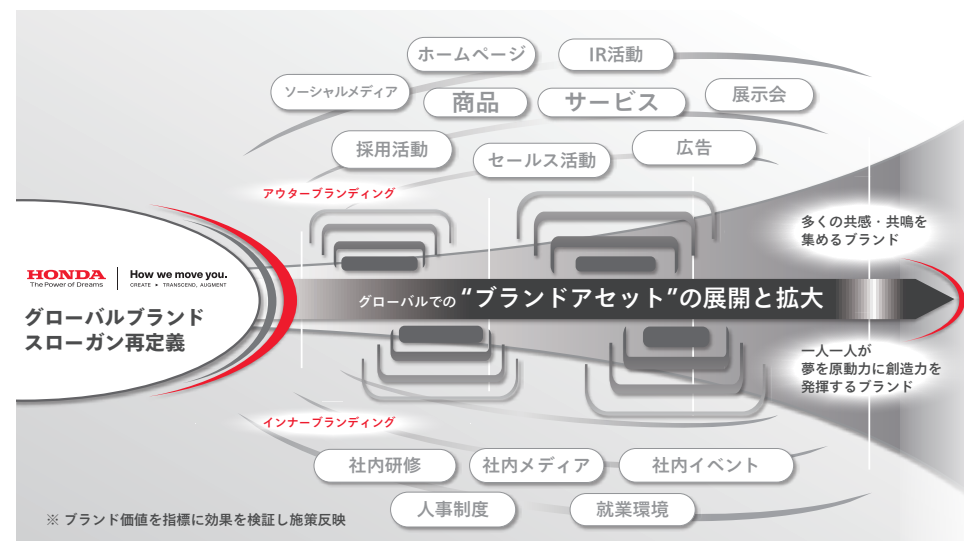 ホームページ
IR活動
ソーシャルメディア
商品
サービス
展示会
採用活動
セールス活動
広告
アウターブランディング
多くの共感・共鳴を
集めるブランド
HONDA
The Power of Dreams
How we move you.
CREATE ▸ TRANSCEND, AUGMENT
グローバルブランド
スローガン再定義
グローバルでの“ブランドアセット”の展開と拡大
一人一人が
夢を原動力に創造力を
発揮するブランド
インナーブランディング
社内研修
社内メディア
社内イベント
人事制度
就業環境
※ ブランド価値を指標に効果を検証し施策反映